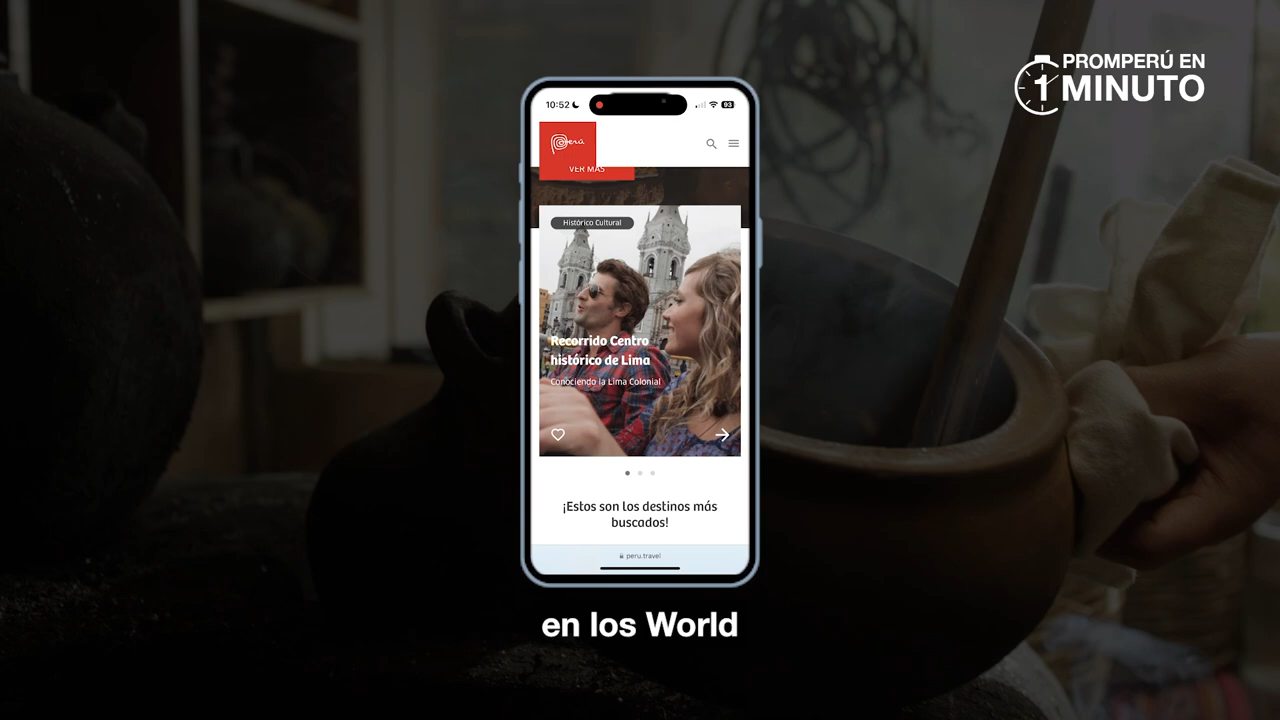 PROMPERÚ EN
1 MINUTO
10:52
93
Perú
VER MÁS
Histórico Cultural
Recorrido Centro
histórico de Lima
Conociendo la Lima Colonial
¡Estos son los destinos más
buscados!
peru.travel
en los World